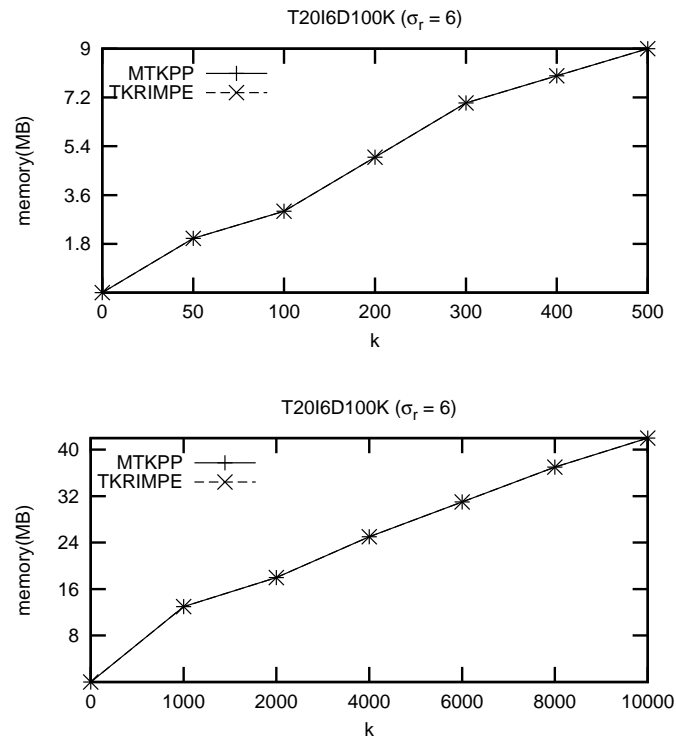 T20I6D100K (σr = 6)
9
MTKPP
TKRIMPE
7.2
5.4
3.6
1.8
memory(MB)
0 50 100 200 300 400 500
k
T20I6D100K (σr = 6)
40
MTKPP
TKRIMPE
32
24
16
8
memory(MB)
0 1000 2000 4000 6000 8000 10000
k